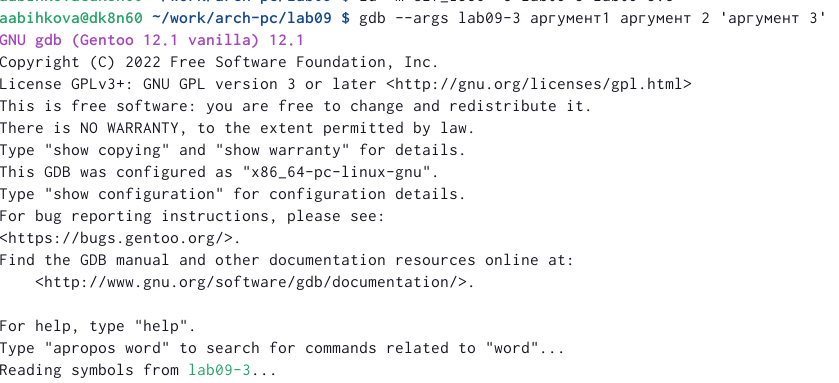 aabihkova@dk8n60 ~/work/arch-pc/lab09 $ gdb --args lab09-3 аргумент1 аргумент 2 'аргумент 3'
GNU gdb (Gentoo 12.1 vanilla) 12.1
Copyright (C) 2022 Free Software Foundation, Inc.
License GPLv3+: GNU GPL version 3 or later <http://gnu.org/licenses/gpl.html>
This is free software: you are free to change and redistribute it.
There is NO WARRANTY, to the extent permitted by law.
Type "show copying" and "show warranty" for details.
This GDB was configured as "x86_64-pc-linux-gnu".
Type "show configuration" for configuration details.
For bug reporting instructions, please see:
<https://bugs.gentoo.org/>.
Find the GDB manual and other documentation resources online at:
    <http://www.gnu.org/software/gdb/documentation/>.

For help, type "help".
Type "apropos word" to search for commands related to "word"...
Reading symbols from lab09-3...